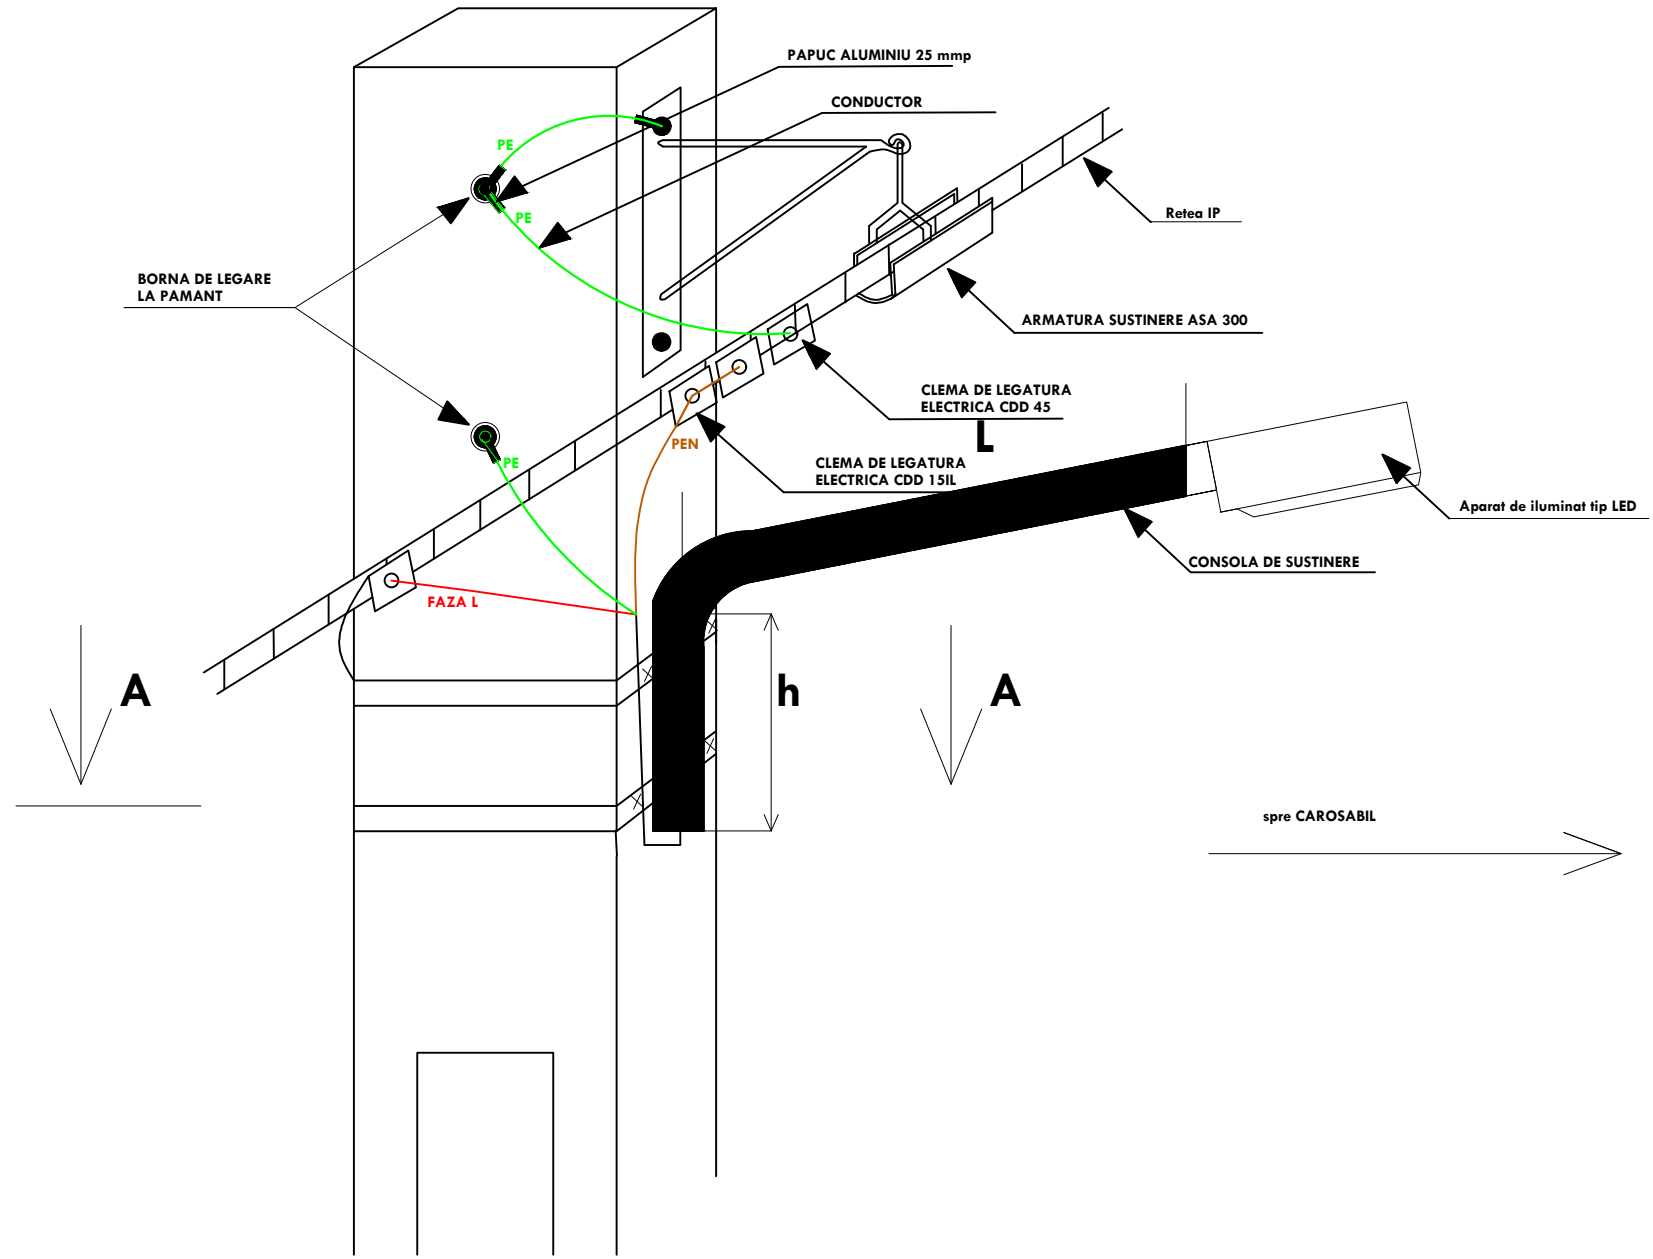 PAPUC ALUMINIU 25 mmp
CONDUCTOR
PE
PE
Retea IP
BORNA DE LEGARE
LA PAMANT
ARMATURA SUSTINERE ASA 300
CLEMA DE LEGATURA
ELECTRICA CDD 45
L
PEN
CLEMA DE LEGATURA
ELECTRICA CDD 15IL
PE
Aparat de iluminat tip LED
CONSOLA DE SUSTINERE
FAZA L
A
h
A
spre CAROSABIL